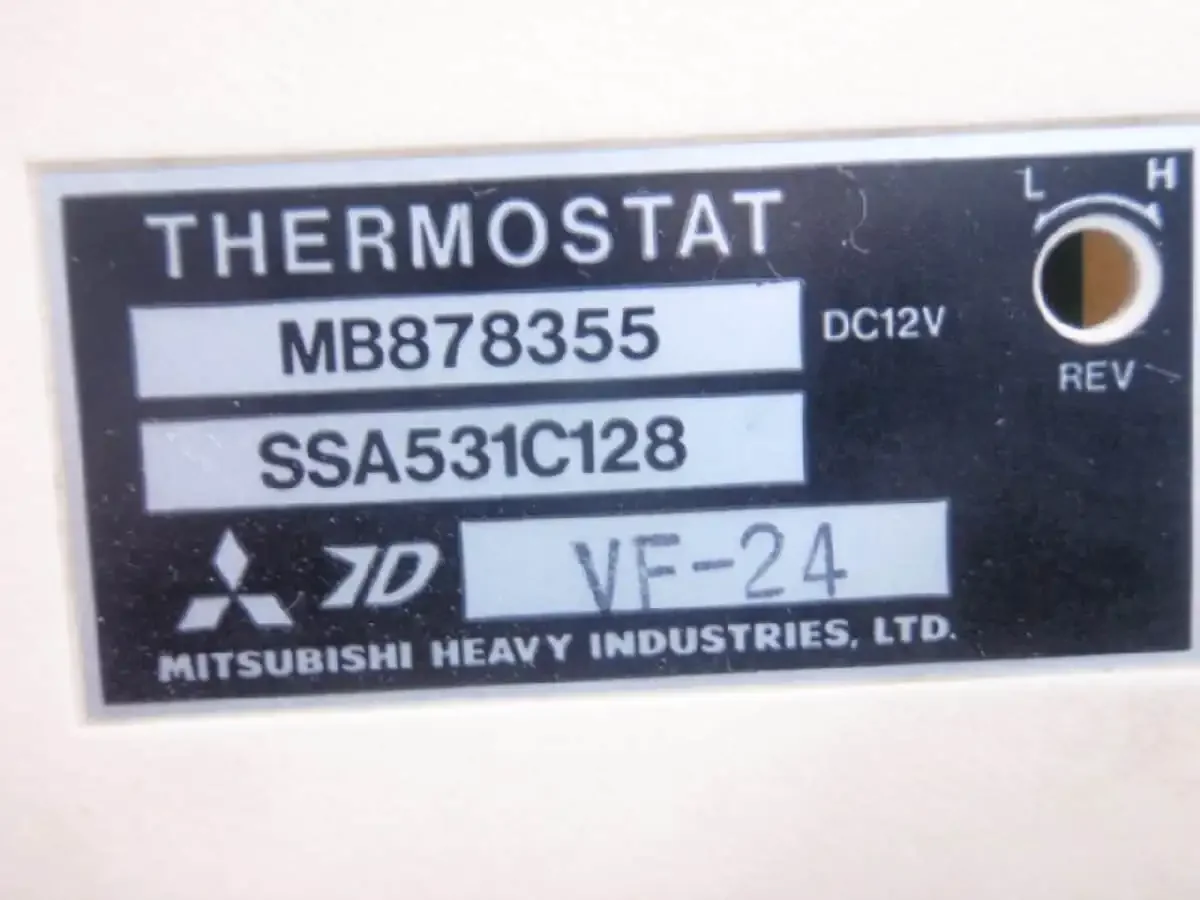 THERMOSTAT
L H
MB878355
DC12V
REV
SSA531C128
VF-24
MITSUBISHI HEAVY INDUSTRIES, LTD.